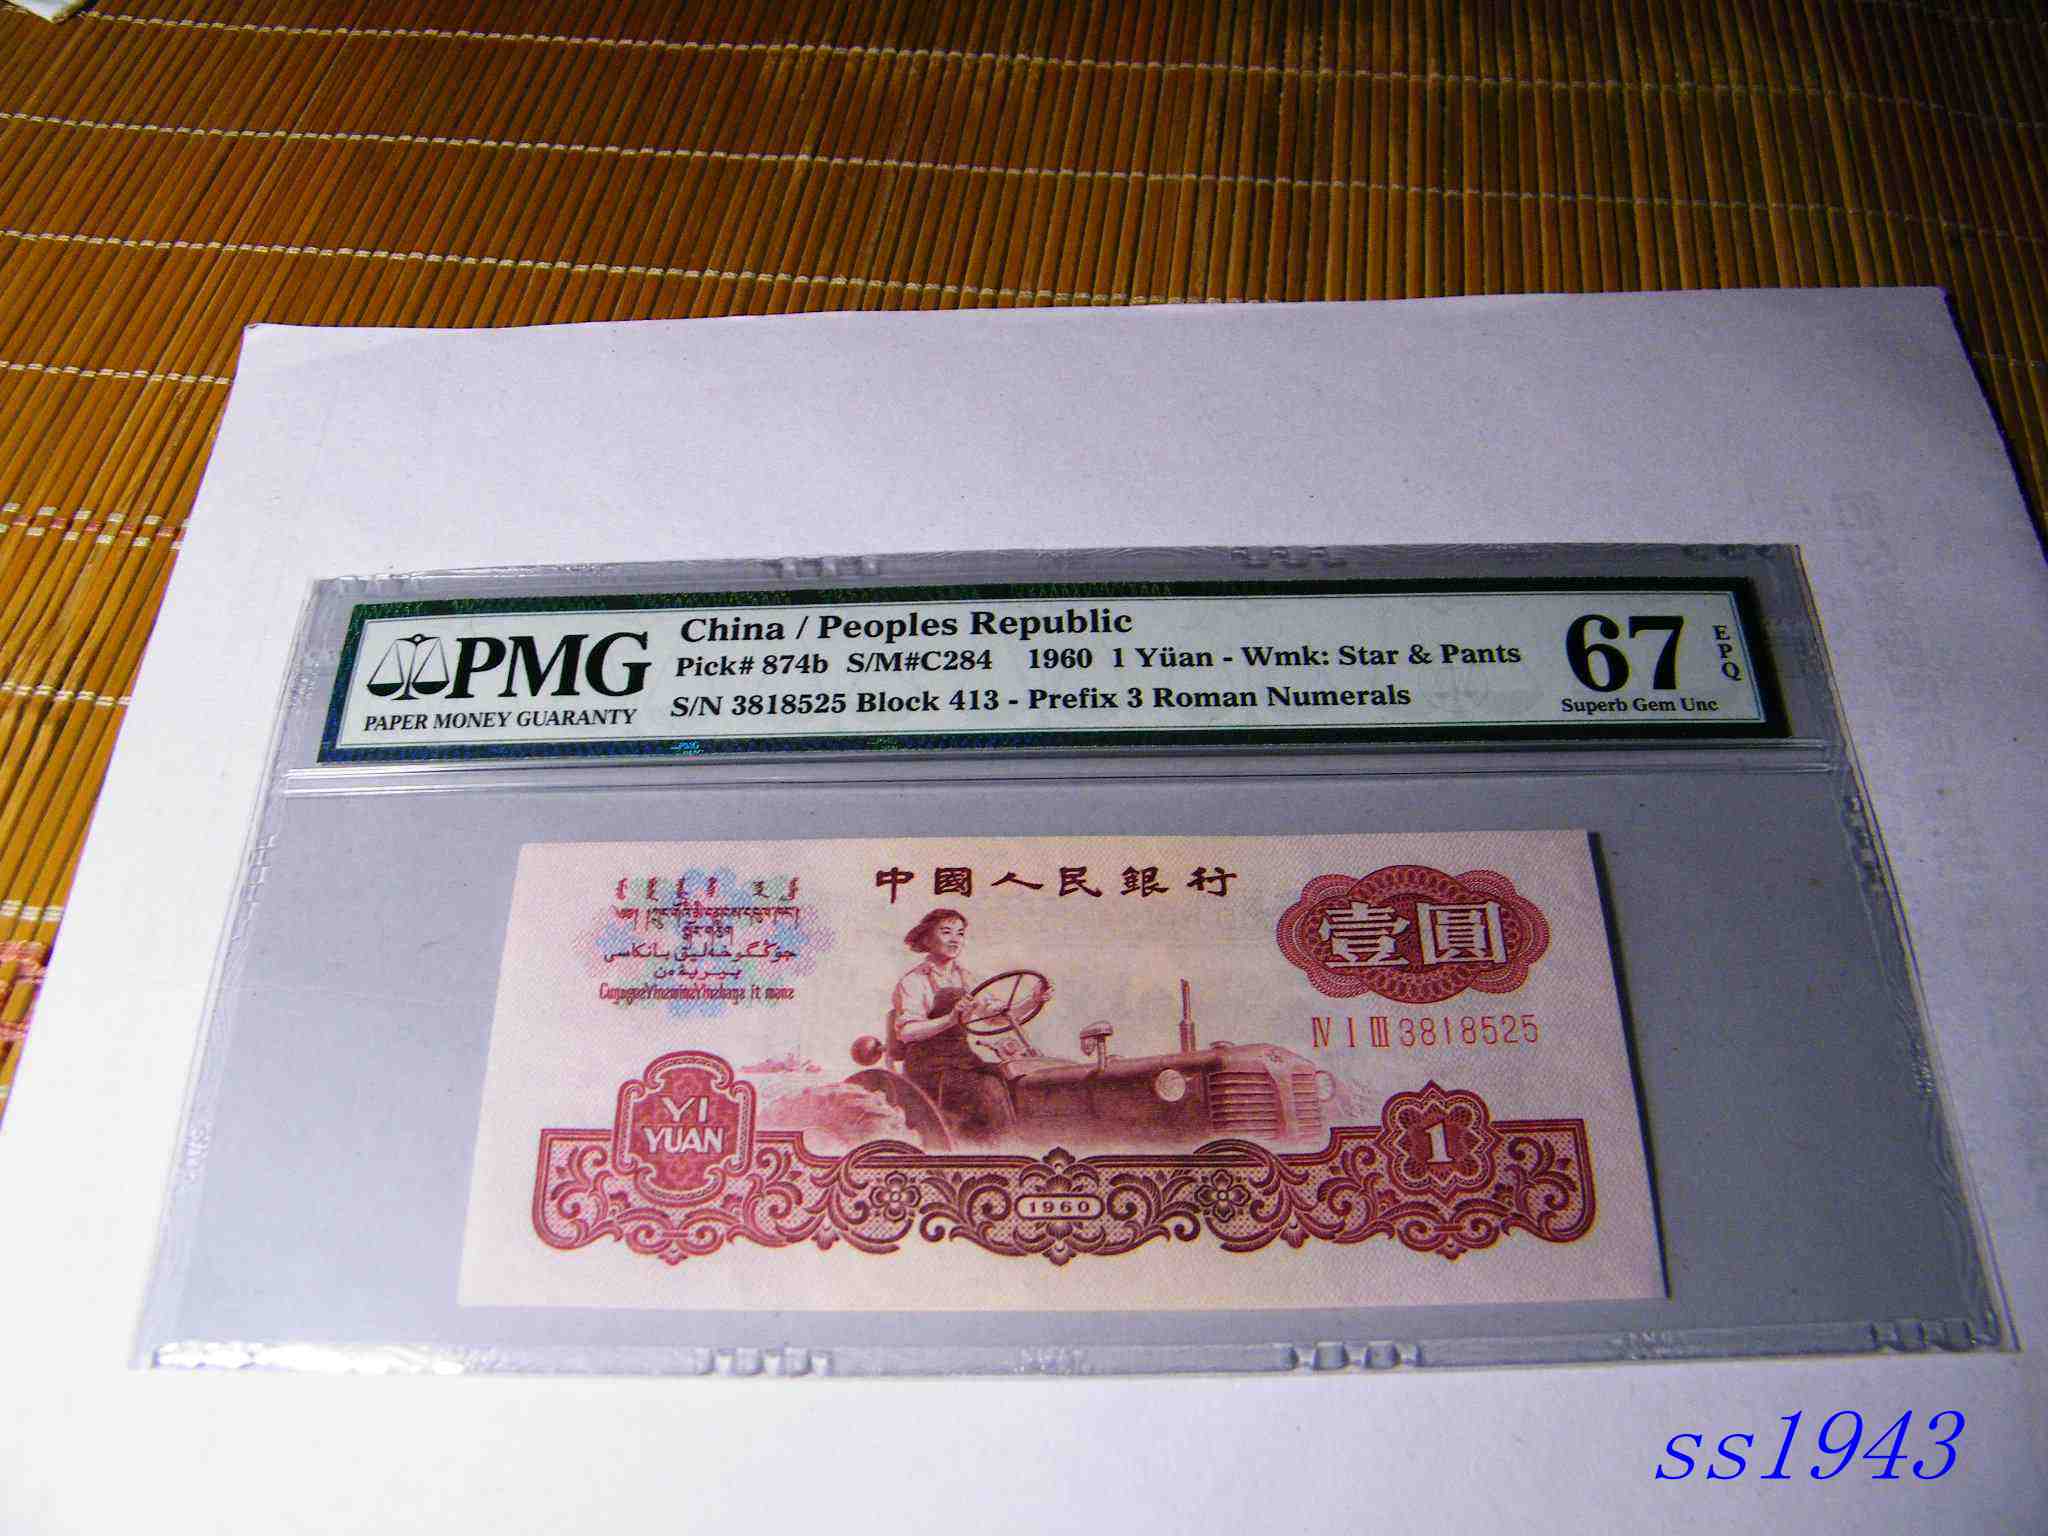 PMG
PAPER MONEY GUARANTY
China / Peoples Republic
Pick# 874b S/M#C284 1960 1 Yüan - Wmk: Star & Pants
S/N 3818525 Block 413 - Prefix 3 Roman Numerals
67
EPQ
Superb Gem Unc
中國人民銀行
壹圓
Ⅳ Ⅰ Ⅲ 3818525
YI
YUAN
1
1960
ss1943